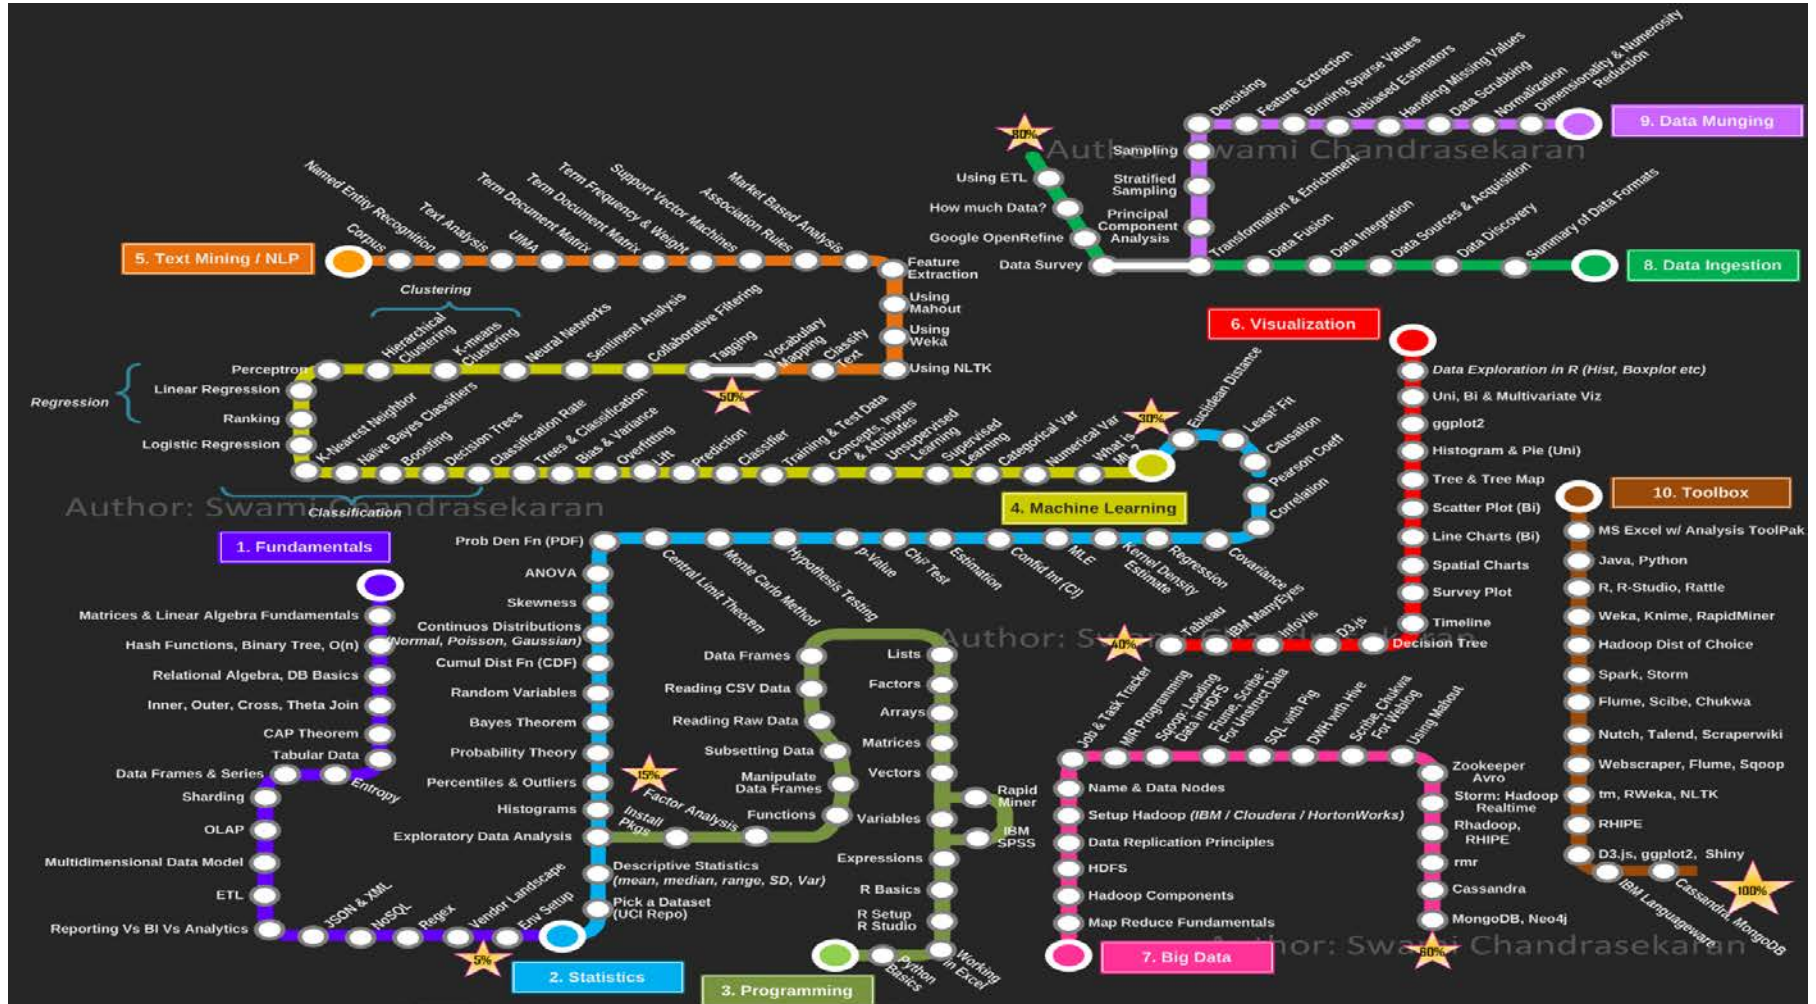 1. Fundamentals
Matrices & Linear Algebra Fundamentals
Hash Functions, Binary Tree, O(n)
Relational Algebra, DB Basics
Inner, Outer, Cross, Theta Join
CAP Theorem
Tabular Data
Entropy
Data Frames & Series
Sharding
OLAP
Multidimensional Data Model
ETL
Reporting Vs BI Vs Analytics
JSON & XML
NoSQL
Regex
Vendor Landscape
Env Setup
5%
2. Statistics
Pick a Dataset
(UCI Repo)
Descriptive Statistics
(mean, median, range, SD, Var)
Exploratory Data Analysis
Histograms
Percentiles & Outliers
Probability Theory
Bayes Theorem
Random Variables
Cumul Dist Fn (CDF)
Continuos Distributions
(Normal, Poisson, Gaussian)
Skewness
ANOVA
Prob Den Fn (PDF)
Central Limit Theorem
Monte Carlo Method
Hypothesis Testing
p-Value
Chi² Test
Estimation
Confid Int (CI)
MLE
Kernel Density
Estimate
Regression
Covariance
Correlation
Pearson Coeff
Causation
Least² Fit
Euclidean Distance
30%
3. Programming
Python
Basics
Working
in Excel
R Setup
R Studio
R Basics
Expressions
Variables
IBM
SPSS
Rapid
Miner
Vectors
Matrices
Arrays
Factors
Lists
Data Frames
Reading CSV Data
Reading Raw Data
Subsetting Data
Manipulate
Data Frames
Functions
Factor Analysis
Install
Pkgs
15%
4. Machine Learning
What is
ML?
Numerical Var
Categorical Var
Supervised
Learning
Unsupervised
Learning
Concepts, Inputs
& Attributes
Training & Test Data
Classifier
Prediction
Lift
Overfitting
Bias & Variance
Trees & Classification
Classification Rate
Decision Trees
Boosting
Naïve Bayes Classifiers
K-Nearest Neighbor
Classification
Logistic Regression
Ranking
Linear Regression
Perceptron
Regression
Hierarchical
Clustering
K-means
Clustering
Clustering
Neural Networks
Sentiment Analysis
Collaborative Filtering
Tagging
50%
5. Text Mining / NLP
Corpus
Named Entity Recognition
Text Analysis
UIMA
Term Document Matrix
Term Document Matrix
Term Frequency & Weight
Support Vector Machines
Association Rules
Market Based Analysis
Feature
Extraction
Using
Mahout
Using
Weka
Using NLTK
Classify
Text
Vocabulary
Mapping
6. Visualization
Data Exploration in R (Hist, Boxplot etc)
Uni, Bi & Multivariate Viz
ggplot2
Histogram & Pie (Uni)
Tree & Tree Map
Scatter Plot (Bi)
Line Charts (Bi)
Spatial Charts
Survey Plot
Timeline
Decision Tree
D3.js
InfoVis
IBM ManyEyes
Tableau
40%
7. Big Data
Map Reduce Fundamentals
Hadoop Components
HDFS
Data Replication Principles
Setup Hadoop (IBM / Cloudera / HortonWorks)
Name & Data Nodes
Job & Task Tracker
M/R Programming
Sqoop: Loading
Data in HDFS
Flume, Scribe :
For Unstruct Data
SQL with Pig
DWH with Hive
Scribe, Chukwa
For Weblog
Using Mahout
Zookeeper
Avro
Storm: Hadoop
Realtime
Rhadoop,
RHIPE
rmr
Cassandra
MongoDB, Neo4j
60%
8. Data Ingestion
Summary of Data Formats
Data Discovery
Data Sources & Acquisition
Data Integration
Data Fusion
Transformation & Enrichment
Data Survey
Google OpenRefine
How much Data?
Using ETL
80%
9. Data Munging
Dimensionality & Numerosity
Reduction
Normalization
Data Scrubbing
Handling Missing Values
Unbiased Estimators
Binning Sparse Values
Feature Extraction
Denoising
Sampling
Stratified
Sampling
Principal
Component
Analysis
10. Toolbox
MS Excel w/ Analysis ToolPak
Java, Python
R, R-Studio, Rattle
Weka, Knime, RapidMiner
Hadoop Dist of Choice
Spark, Storm
Flume, Scibe, Chukwa
Nutch, Talend, Scraperwiki
Webscraper, Flume, Sqoop
tm, RWeka, NLTK
RHIPE
D3.js, ggplot2, Shiny
IBM Languageware
Cassandra, MongoDB
100%
Author: Swami Chandrasekaran
Author: Swami Chandrasekaran
Author: Swami Chandrasekaran
Author: Swami Chandrasekaran